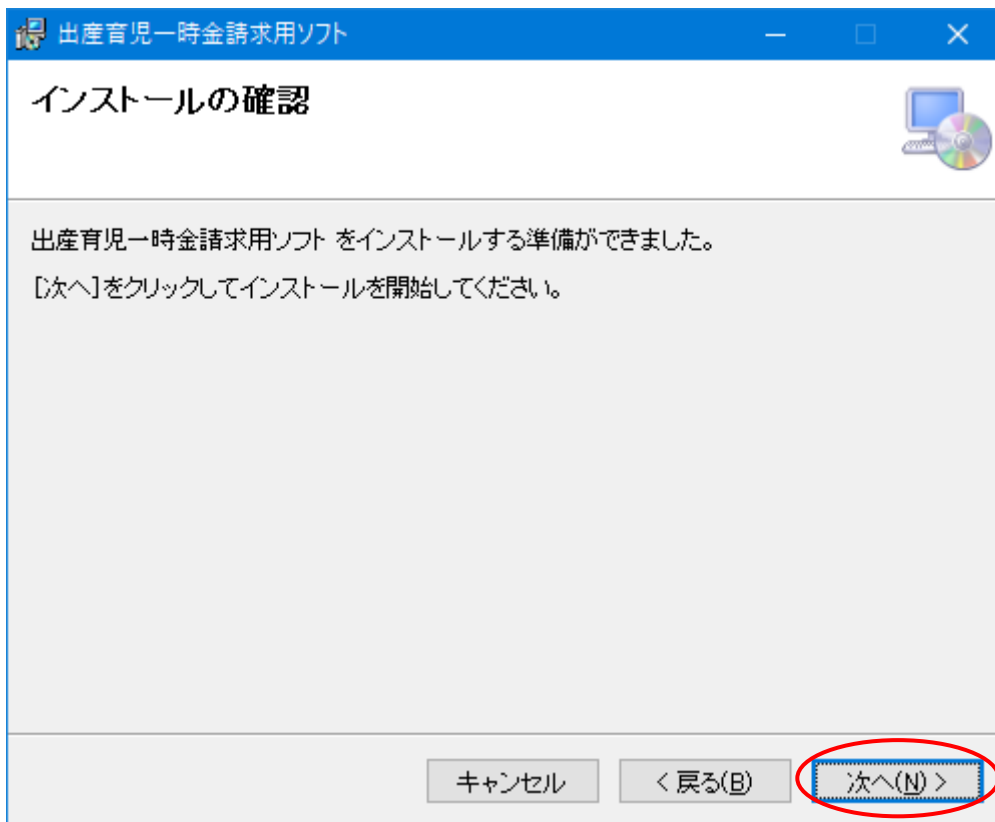 出産育児一時金請求用ソフト
インストールの確認
出産育児一時金請求用ソフト をインストールする準備ができました。
[次へ]をクリックしてインストールを開始してください。
キャンセル
< 戻る(B)
次へ(N) >